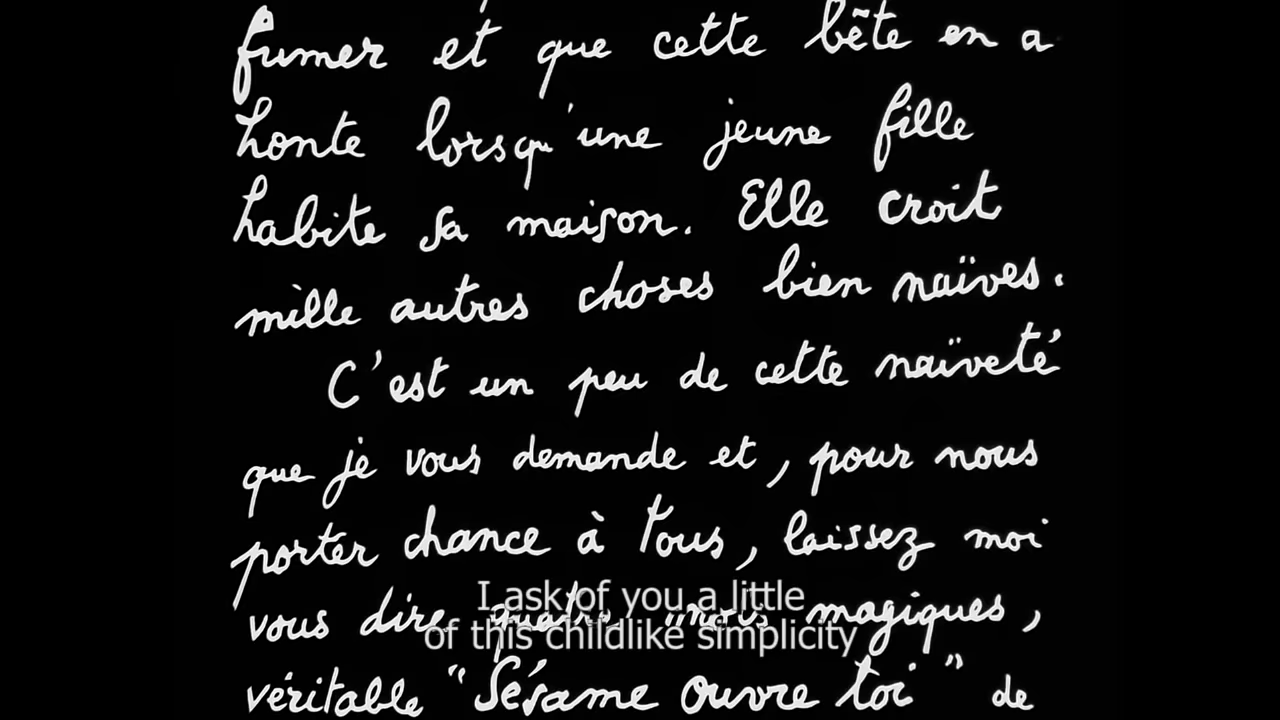 fumer et que cette bête en a
honte lorsqu'une jeune fille
habite sa maison. Elle croit
mille autres choses bien naïves.
C'est un peu de cette naïveté
que je vous demande et, pour nous
porter chance à tous, laissez moi
vous dire quatre mots magiques,
I ask of you a little
of this childlike simplicity
véritable "Sésame ouvre toi" de